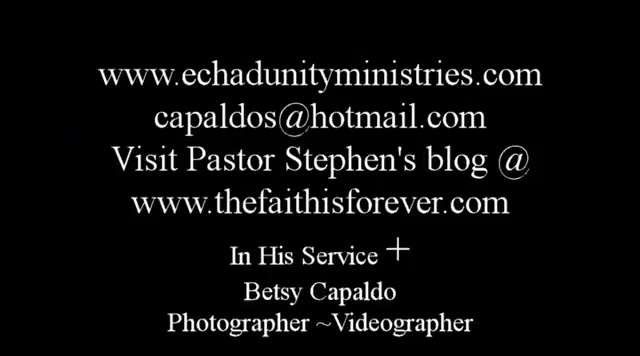 www.echadunityministries.com
capaldos@hotmail.com
Visit Pastor Stephen's blog @
www.thefaithisforever.com
In His Service +
Betsy Capaldo
Photographer ~Videographer